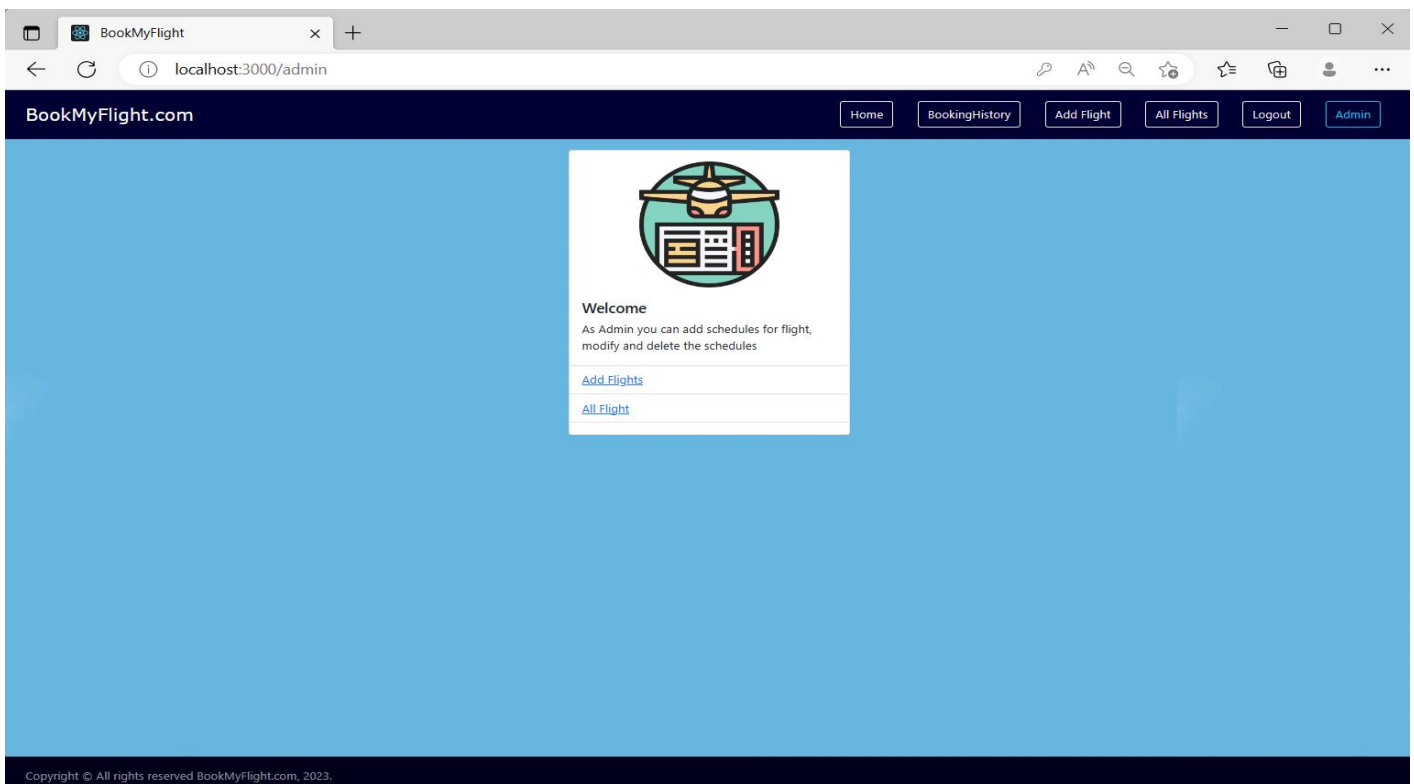 BookMyFlight
localhost:3000/admin
BookMyFlight.com
Home
BookingHistory
Add Flight
All Flights
Logout
Admin
Welcome
As Admin you can add schedules for flight,
modify and delete the schedules
Add Flights
All Flight
Copyright © All rights reserved BookMyFlight.com, 2023.